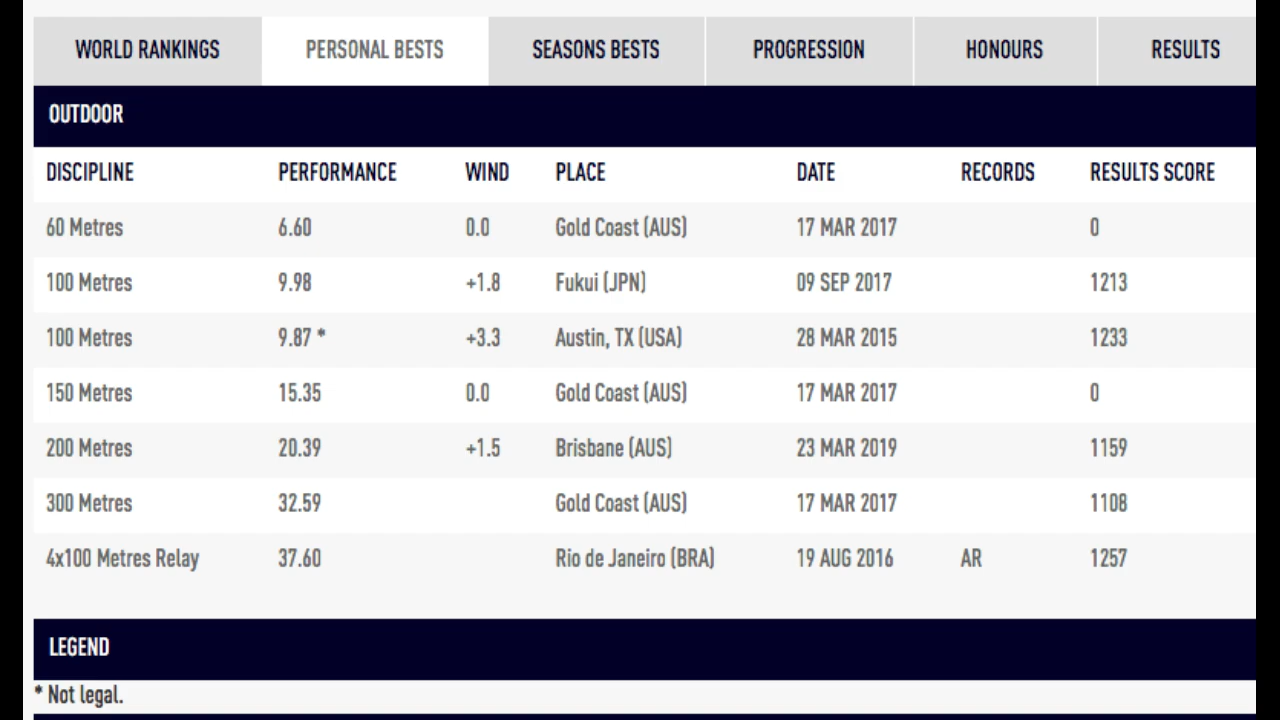 WORLD RANKINGS PERSONAL BESTS SEASONS BESTS PROGRESSION HONOURS RESULTS
OUTDOOR
DISCIPLINE PERFORMANCE WIND PLACE DATE RECORDS RESULTS SCORE
60 Metres 6.60 0.0 Gold Coast (AUS) 17 MAR 2017 0
100 Metres 9.98 +1.8 Fukui (JPN) 09 SEP 2017 1213
100 Metres 9.87 * +3.3 Austin, TX (USA) 28 MAR 2015 1233
150 Metres 15.35 0.0 Gold Coast (AUS) 17 MAR 2017 0
200 Metres 20.39 +1.5 Brisbane (AUS) 23 MAR 2019 1159
300 Metres 32.59 Gold Coast (AUS) 17 MAR 2017 1108
4x100 Metres Relay 37.60 Rio de Janeiro (BRA) 19 AUG 2016 AR 1257
LEGEND
* Not legal.